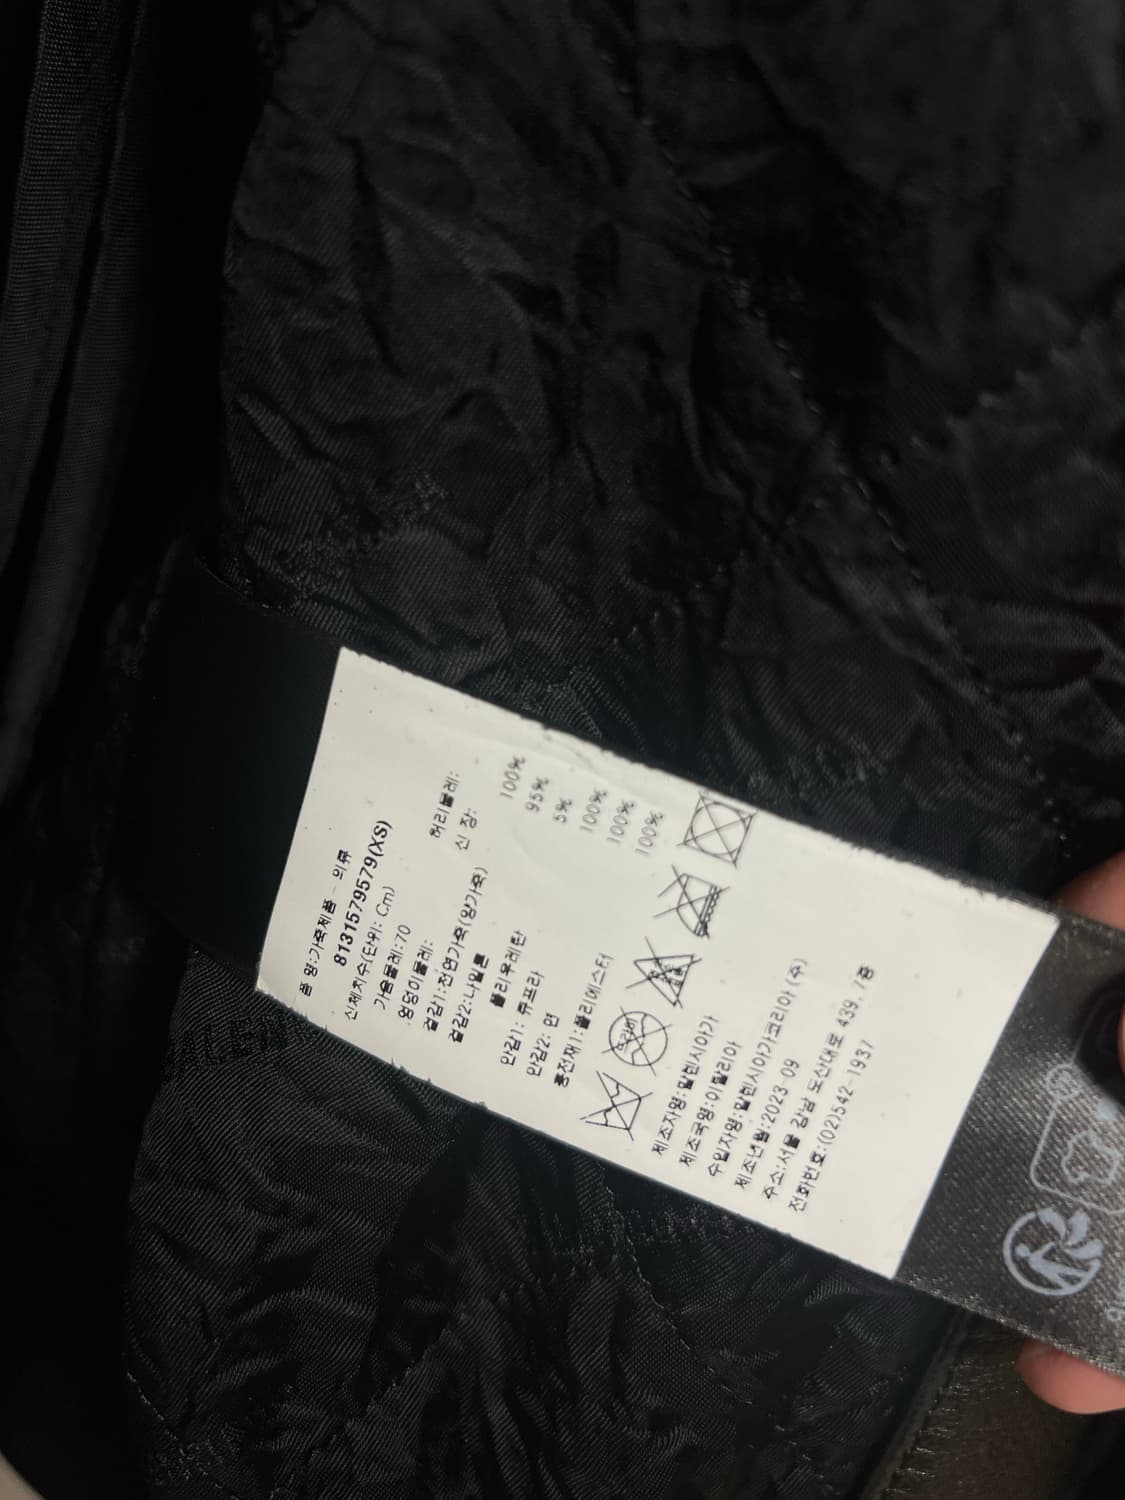 품 명:가죽제품 - 의류
8131579579(XS)
신체치수(단위: Cm)
가슴둘레:70 허리둘레:
엉덩이둘레: 신 장:
겉감1:천연가죽(양가죽) 100%
겉감2:나일론 95%
폴리우레탄 5%
안감1: 큐프라 100%
안감2: 면 100%
충전재1:폴리에스터 100%
드라이
제조자명:발렌시아가
제조국명:이탈리아
수입자명:발렌시아가코리아 (주)
제조년월:2023-09
주소:서울 강남 도산대로 439, 7층
전화번호:(02)542-1937